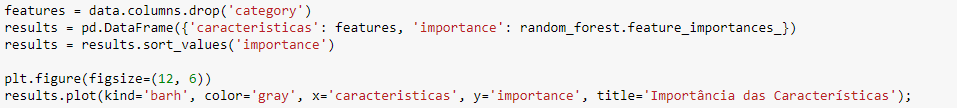 features = data.columns.drop('category')
results = pd.DataFrame({'caracteristicas': features, 'importance': random_forest.feature_importances_})
results = results.sort_values('importance')
plt.figure(figsize=(12, 6))
results.plot(kind='barh', color='gray', x='caracteristicas', y='importance', title='Importância das Características');